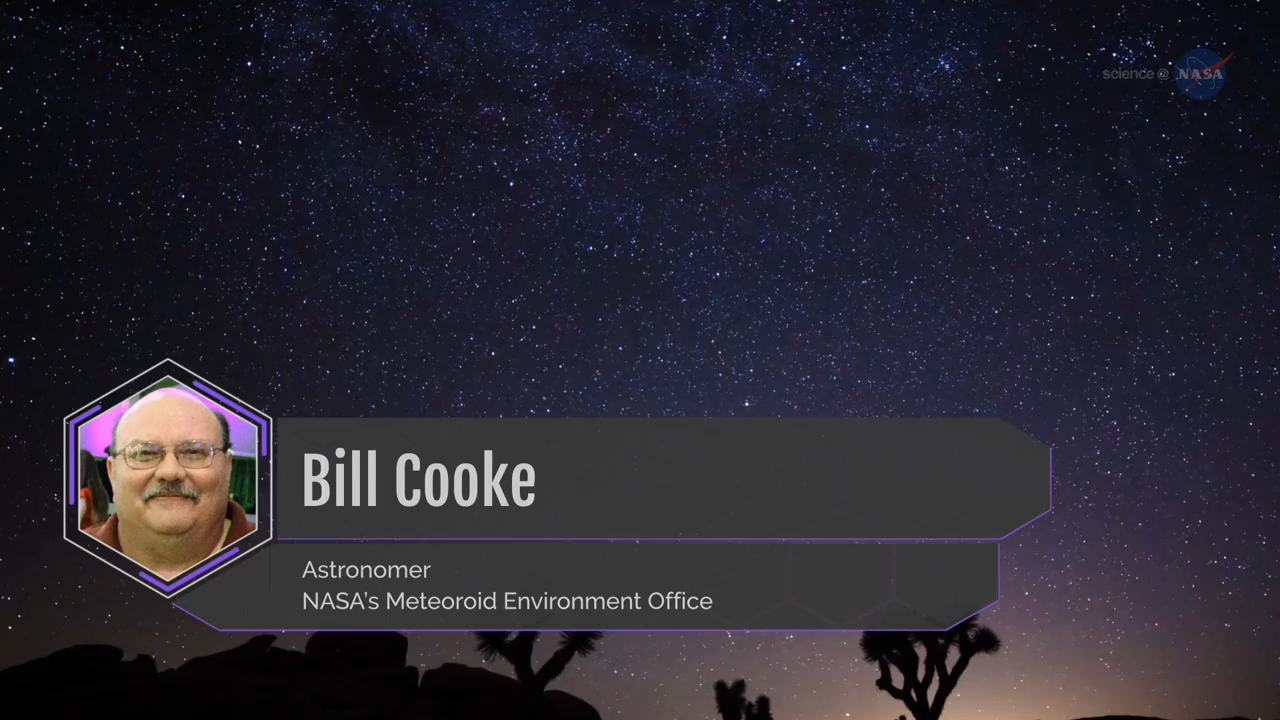 science @ NASA
Bill Cooke
Astronomer
NASA's Meteoroid Environment Office